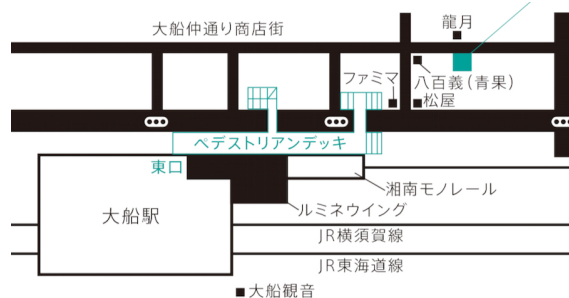 龍月
大船仲通り商店街
ファミマ
八百義(青果)
松屋
ペデストリアンデッキ
東口
湘南モノレール
大船駅
ルミネウイング
JR横須賀線
JR東海道線
大船観音